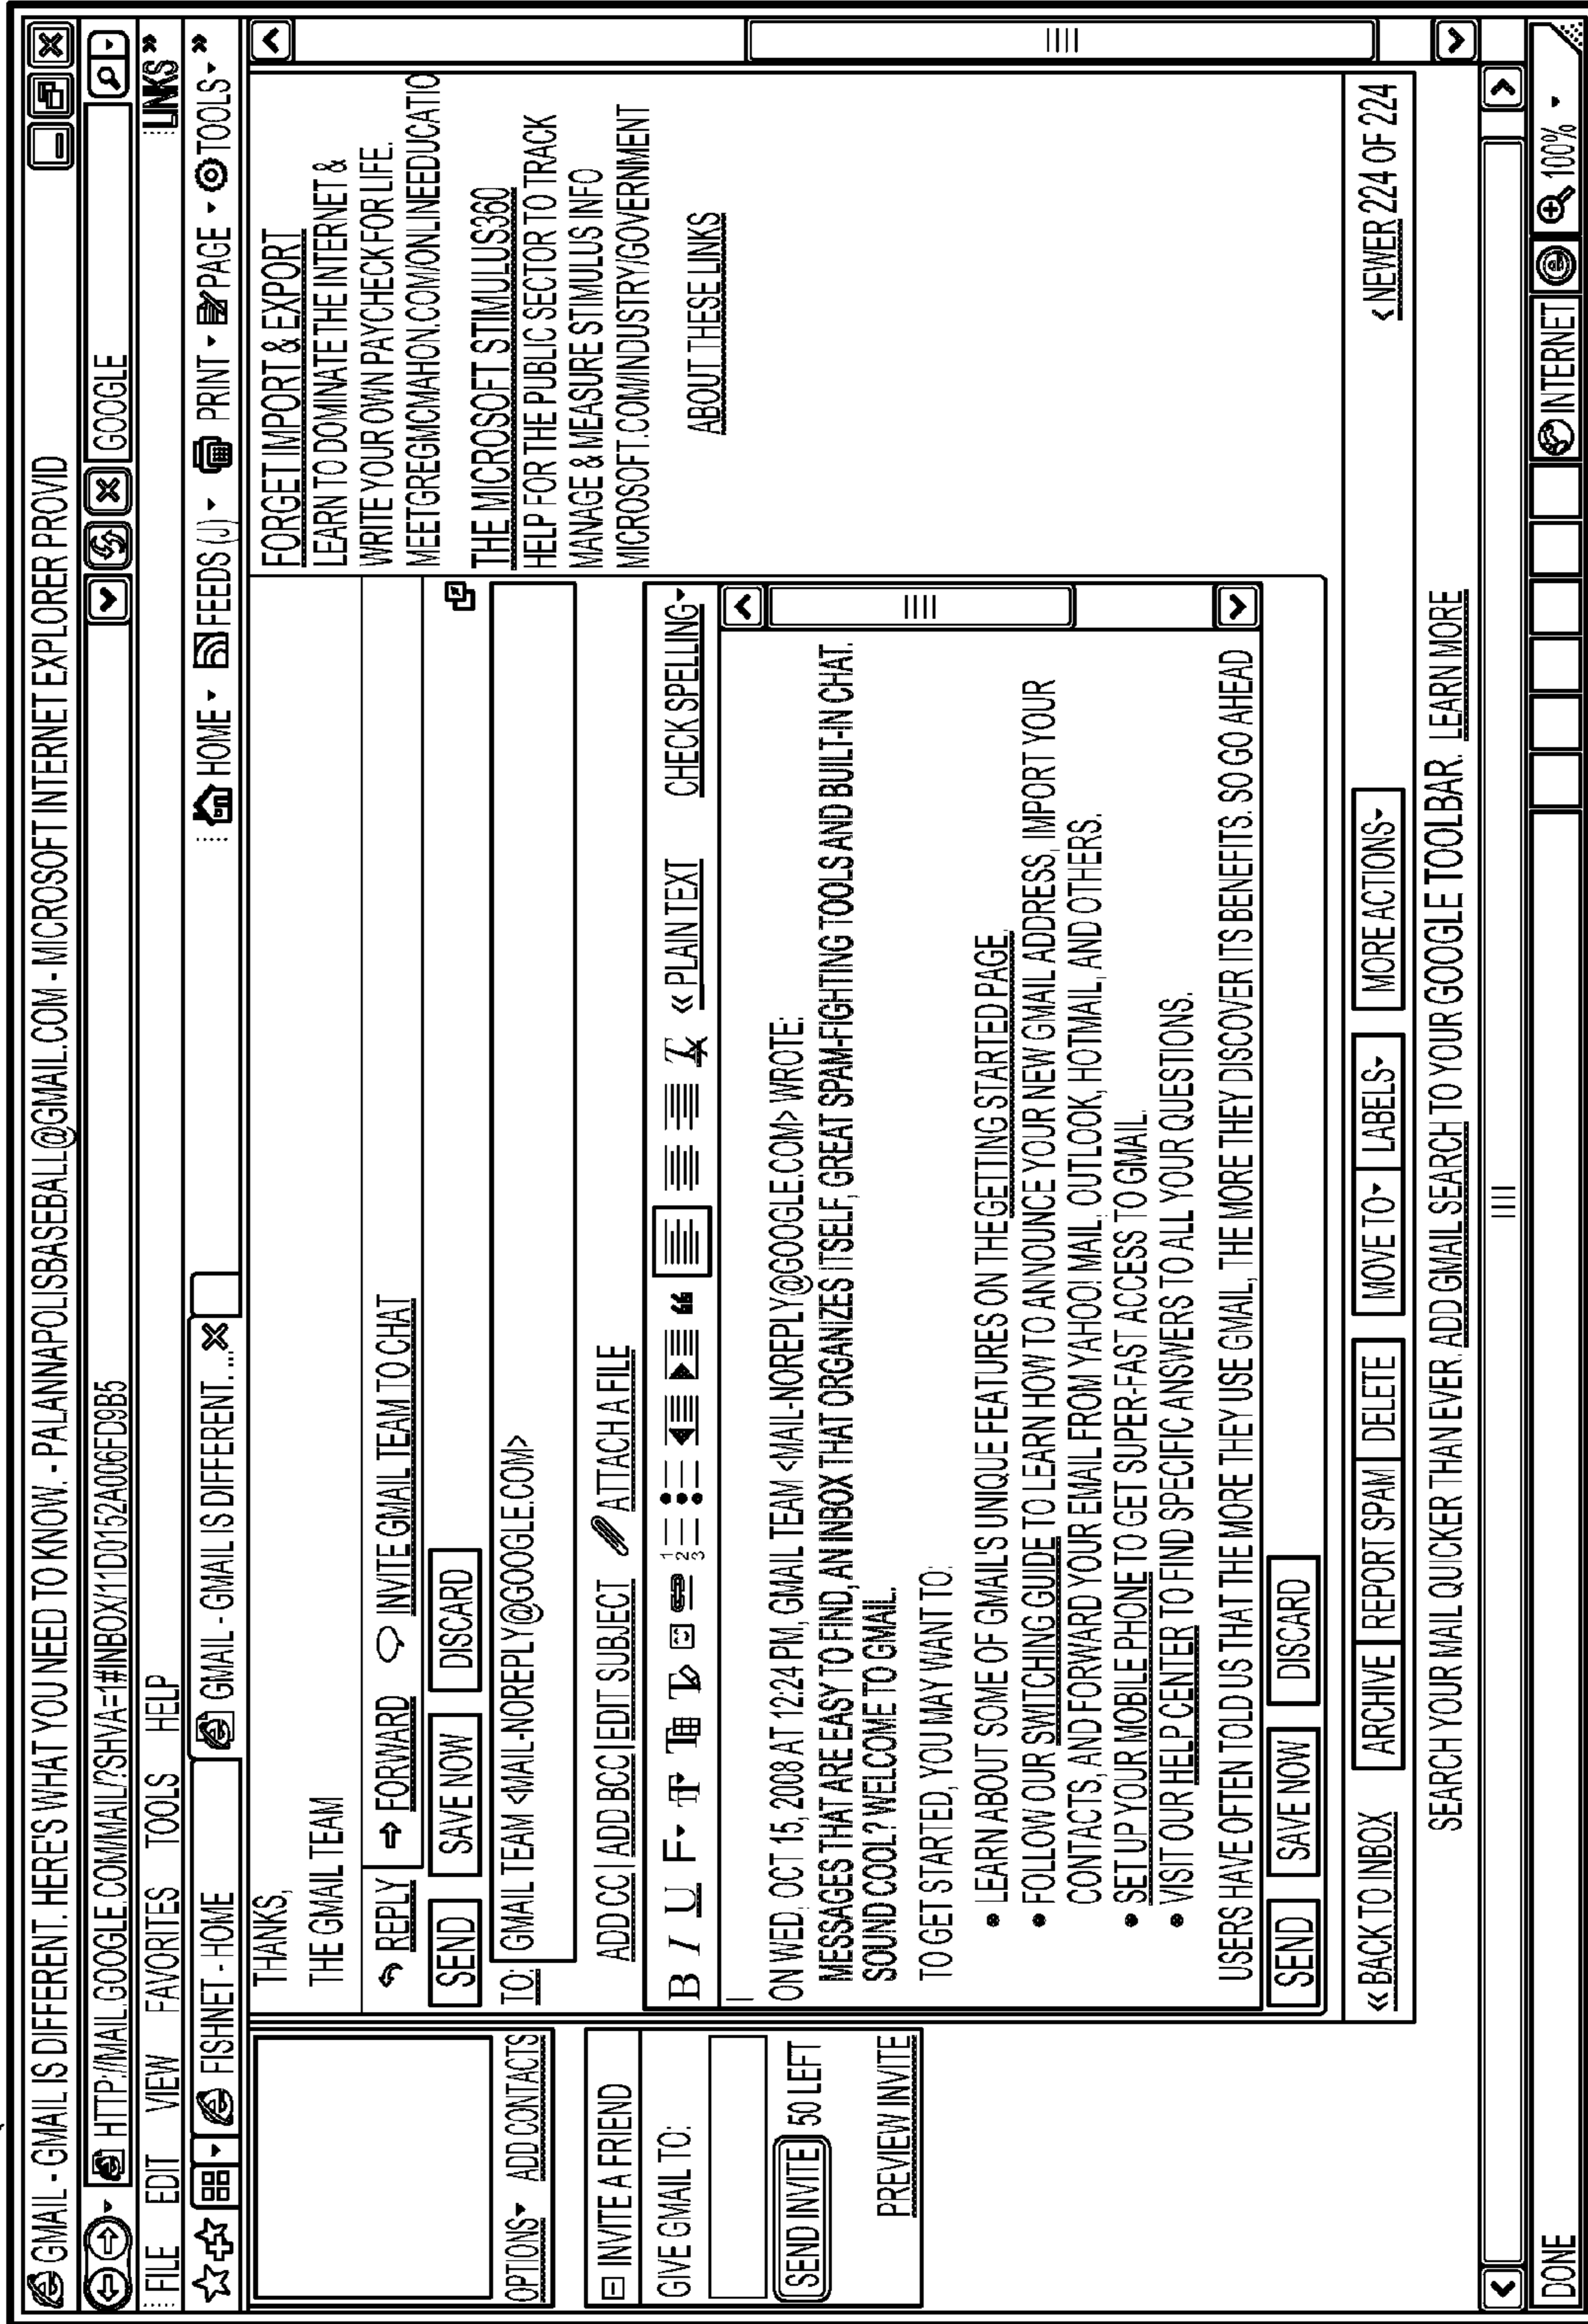 GMAIL - GMAIL IS DIFFERENT. HERE'S WHAT YOU NEED TO KNOW. - PALANNAPOLISBASEBALL@GMAIL.COM - MICROSOFT INTERNET EXPLORER PROVID
HTTP://MAIL.GOOGLE.COMMAIL/?SHVA=1#INBOX/11D0152A006FD9B5
GOOGLE
FILE EDIT VIEW FAVORITES TOOLS HELP
LINKS »
FISHNET - HOME
GMAIL - GMAIL IS DIFFERENT. ...
HOME
FEEDS (J)
PRINT
PAGE
TOOLS »
THANKS,
THE GMAIL TEAM
REPLY
FORWARD
INVITE GMAIL TEAM TO CHAT
SEND
SAVE NOW
DISCARD
TO: GMAIL TEAM <MAIL-NOREPLY@GOOGLE.COM>
ADD CC | ADD BCC | EDIT SUBJECT ATTACH A FILE
B I U F T T T « PLAIN TEXT CHECK SPELLING
ON WED, OCT 15, 2008 AT 12:24 PM, GMAIL TEAM <MAIL-NOREPLY@GOOGLE.COM> WROTE:
MESSAGES THAT ARE EASY TO FIND, AN INBOX THAT ORGANIZES ITSELF, GREAT SPAM-FIGHTING TOOLS AND BUILT-IN CHAT.
SOUND COOL? WELCOME TO GMAIL.
TO GET STARTED, YOU MAY WANT TO:
• LEARN ABOUT SOME OF GMAIL'S UNIQUE FEATURES ON THE GETTING STARTED PAGE.
• FOLLOW OUR SWITCHING GUIDE TO LEARN HOW TO ANNOUNCE YOUR NEW GMAIL ADDRESS, IMPORT YOUR
CONTACTS, AND FORWARD YOUR EMAIL FROM YAHOO! MAIL, OUTLOOK, HOTMAIL, AND OTHERS.
• SET UP YOUR MOBILE PHONE TO GET SUPER-FAST ACCESS TO GMAIL.
• VISIT OUR HELP CENTER TO FIND SPECIFIC ANSWERS TO ALL YOUR QUESTIONS.
USERS HAVE OFTEN TOLD US THAT THE MORE THEY USE GMAIL, THE MORE THEY DISCOVER ITS BENEFITS. SO GO AHEAD
SEND
SAVE NOW
DISCARD
FORGET IMPORT & EXPORT
LEARN TO DOMINATE THE INTERNET &
WRITE YOUR OWN PAYCHECK FOR LIFE.
MEETGREGMCMAHON.COM/ONLINEEDUCATIO
THE MICROSOFT STIMULUS360
HELP FOR THE PUBLIC SECTOR TO TRACK
MANAGE & MEASURE STIMULUS INFO
MICROSOFT.COM/INDUSTRY/GOVERNMENT
ABOUT THESE LINKS
OPTIONS ADD CONTACTS
INVITE A FRIEND
GIVE GMAIL TO:
SEND INVITE 50 LEFT
PREVIEW INVITE
« BACK TO INBOX ARCHIVE REPORT SPAM DELETE MOVE TO LABELS MORE ACTIONS ‹ NEWER 224 OF 224
SEARCH YOUR MAIL QUICKER THAN EVER, ADD GMAIL SEARCH TO YOUR GOOGLE TOOLBAR. LEARN MORE
DONE
INTERNET
100%